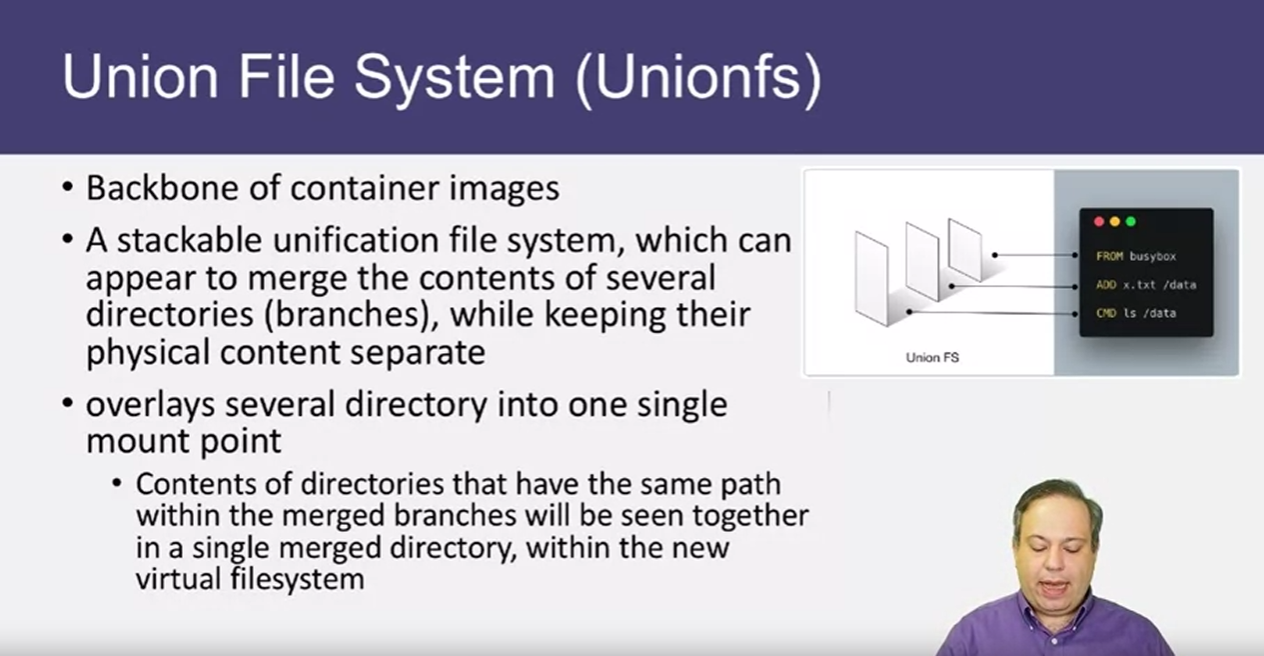 Union File System (Unionfs)
• Backbone of container images
• A stackable unification file system, which can
appear to merge the contents of several
directories (branches), while keeping their
physical content separate
• overlays several directory into one single
mount point
• Contents of directories that have the same path
within the merged branches will be seen together
in a single merged directory, within the new
virtual filesystem
Union FS
FROM busybox
ADD x.txt /data
CMD ls /data